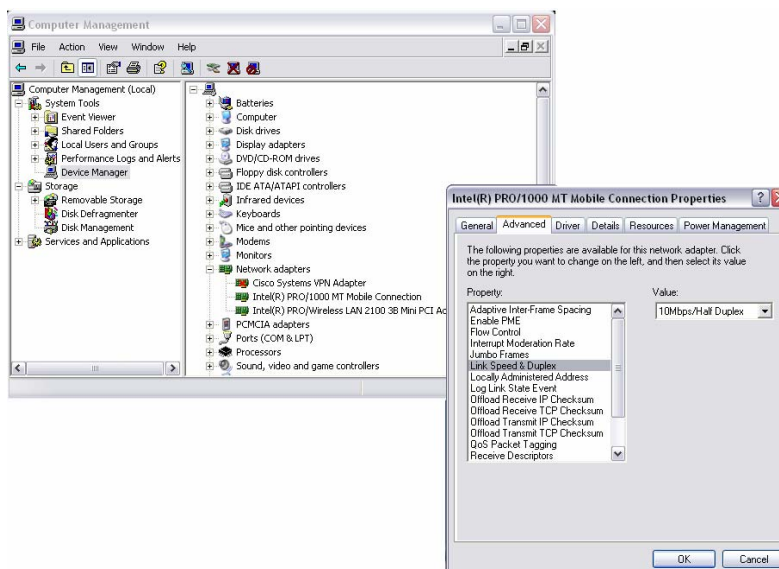 Computer Management
File Action View Window Help
Computer Management (Local)
System Tools
Event Viewer
Shared Folders
Local Users and Groups
Performance Logs and Alerts
Device Manager
Storage
Removable Storage
Disk Defragmenter
Disk Management
Services and Applications
Batteries
Computer
Disk drives
Display adapters
DVD/CD-ROM drives
Floppy disk controllers
IDE ATA/ATAPI controllers
Infrared devices
Keyboards
Mice and other pointing devices
Modems
Monitors
Network adapters
Cisco Systems VPN Adapter
Intel(R) PRO/1000 MT Mobile Connection
Intel(R) PRO/Wireless LAN 2100 3B Mini PCI Ac
PCMCIA adapters
Ports (COM & LPT)
Processors
Sound, video and game controllers
Intel(R) PRO/1000 MT Mobile Connection Properties
General Advanced Driver Details Resources Power Management
The following properties are available for this network adapter. Click
the property you want to change on the left, and then select its value
on the right.
Property:
Adaptive Inter-Frame Spacing
Enable PME
Flow Control
Interrupt Moderation Rate
Jumbo Frames
Link Speed & Duplex
Locally Administered Address
Log Link State Event
Offload Receive IP Checksum
Offload Receive TCP Checksum
Offload Transmit IP Checksum
Offload Transmit TCP Checksum
QoS Packet Tagging
Receive Descriptors
Value:
10Mbps/Half Duplex
OK Cancel